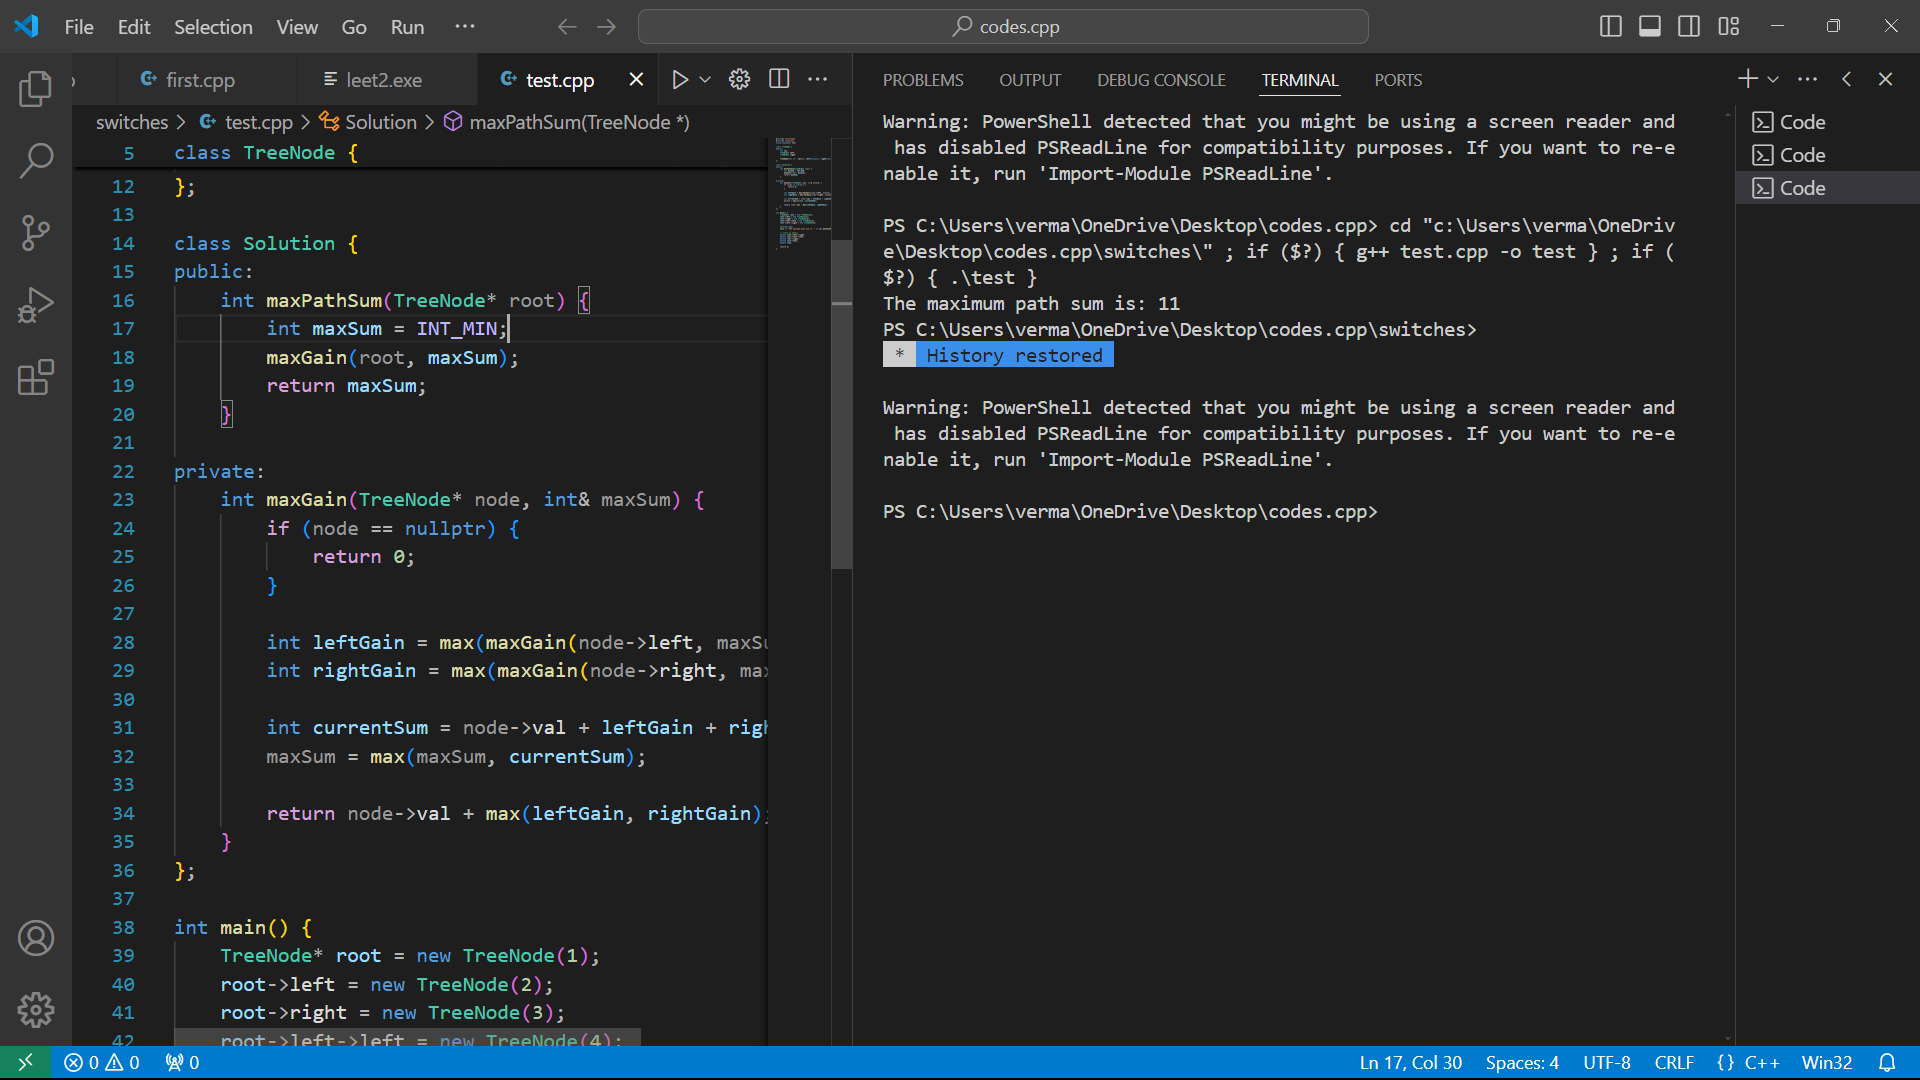 File Edit Selection View Go Run ···
codes.cpp
first.cpp leet2.exe test.cpp
switches > test.cpp > Solution > maxPathSum(TreeNode *)
5 class TreeNode {
12 };
13
14 class Solution {
15 public:
16     int maxPathSum(TreeNode* root) {
17         int maxSum = INT_MIN;
18         maxGain(root, maxSum);
19         return maxSum;
20     }
21
22 private:
23     int maxGain(TreeNode* node, int& maxSum) {
24         if (node == nullptr) {
25             return 0;
26         }
27
28         int leftGain = max(maxGain(node->left, maxSu
29         int rightGain = max(maxGain(node->right, max
30
31         int currentSum = node->val + leftGain + righ
32         maxSum = max(maxSum, currentSum);
33
34         return node->val + max(leftGain, rightGain);
35     }
36 };
37
38 int main() {
39     TreeNode* root = new TreeNode(1);
40     root->left = new TreeNode(2);
41     root->right = new TreeNode(3);
42     root->left->left = new TreeNode(4);
PROBLEMS OUTPUT DEBUG CONSOLE TERMINAL PORTS
Warning: PowerShell detected that you might be using a screen reader and
 has disabled PSReadLine for compatibility purposes. If you want to re-e
nable it, run 'Import-Module PSReadLine'.
PS C:\Users\verma\OneDrive\Desktop\codes.cpp> cd "c:\Users\verma\OneDriv
e\Desktop\codes.cpp\switches\" ; if ($?) { g++ test.cpp -o test } ; if (
$?) { .\test }
The maximum path sum is: 11
PS C:\Users\verma\OneDrive\Desktop\codes.cpp\switches>
* History restored
Warning: PowerShell detected that you might be using a screen reader and
 has disabled PSReadLine for compatibility purposes. If you want to re-e
nable it, run 'Import-Module PSReadLine'.
PS C:\Users\verma\OneDrive\Desktop\codes.cpp>
Code
Code
Code
0 0 0
Ln 17, Col 30 Spaces: 4 UTF-8 CRLF {} C++ Win32